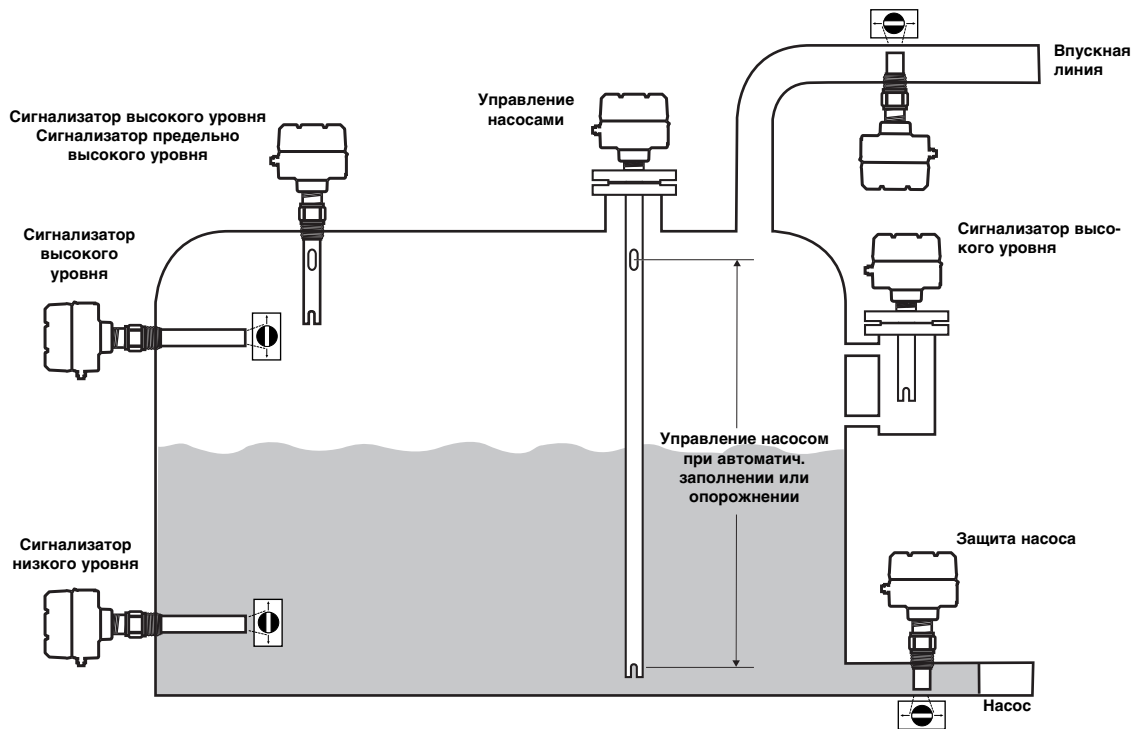 Впускная
линия
Управление
насосами
Сигнализатор высокого уровня
Сигнализатор предельно
высокого уровня
Сигнализатор
высокого
уровня
Сигнализатор высо-
кого уровня
Управление насосом
при автоматич.
заполнении или
опорожнении
Сигнализатор
низкого уровня
Защита насоса
Насос